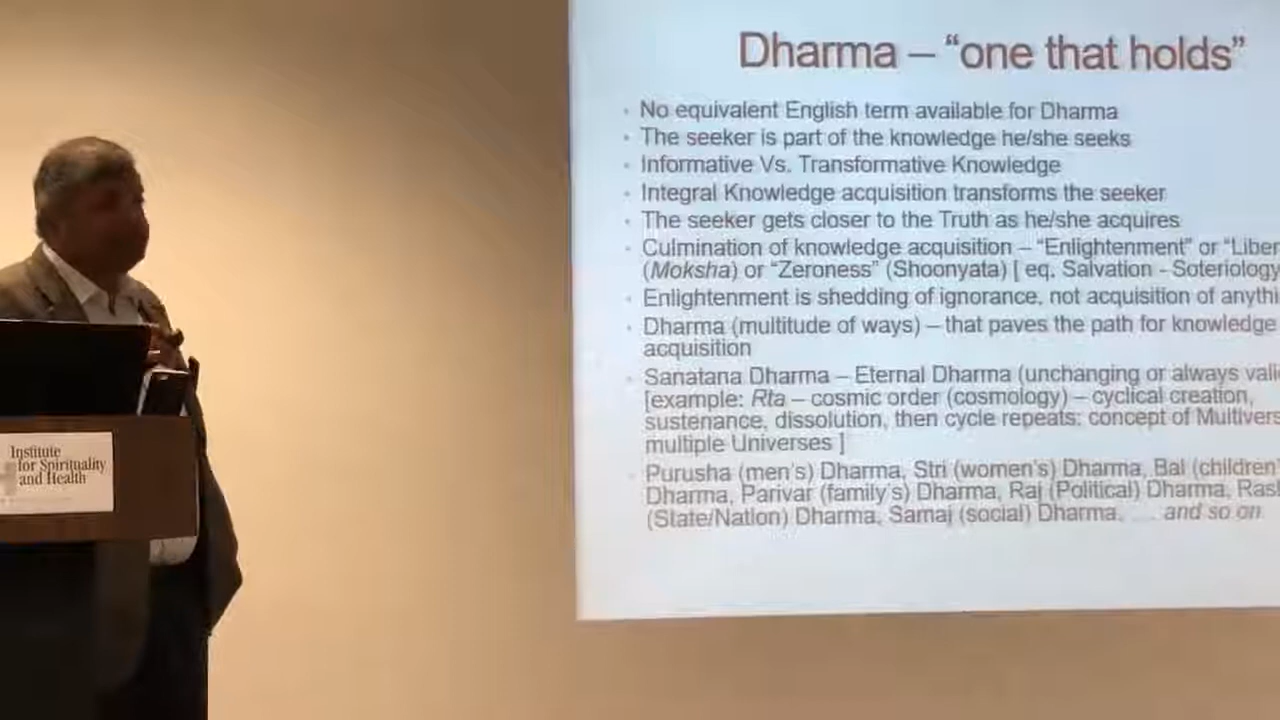 Dharma – “one that holds”
• No equivalent English term available for Dharma
• The seeker is part of the knowledge he/she seeks
• Informative Vs. Transformative Knowledge
• Integral Knowledge acquisition transforms the seeker
• The seeker gets closer to the Truth as he/she acquires
• Culmination of knowledge acquisition – “Enlightenment” or “Liber
(Moksha) or “Zeroness” (Shoonyata) [ eq. Salvation - Soteriology
• Enlightenment is shedding of ignorance, not acquisition of anythi
• Dharma (multitude of ways) – that paves the path for knowledge
acquisition
• Sanatana Dharma – Eternal Dharma (unchanging or always vali
[example: Rta – cosmic order (cosmology) – cyclical creation,
sustenance, dissolution, then cycle repeats; concept of Multivers
multiple Universes ]
• Purusha (men's) Dharma, Stri (women's) Dharma, Bal (children'
Dharma, Parivar (family's) Dharma, Raj (Political) Dharma, Ras
(State/Nation) Dharma, Samaj (social) Dharma, .... and so on
Institute
for Spirituality
and Health